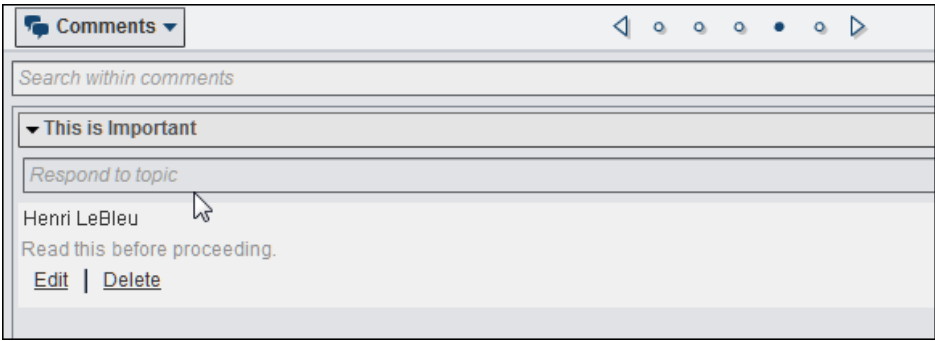 Comments
Search within comments
This is Important
Respond to topic
Henri LeBleu
Read this before proceeding.
Edit | Delete